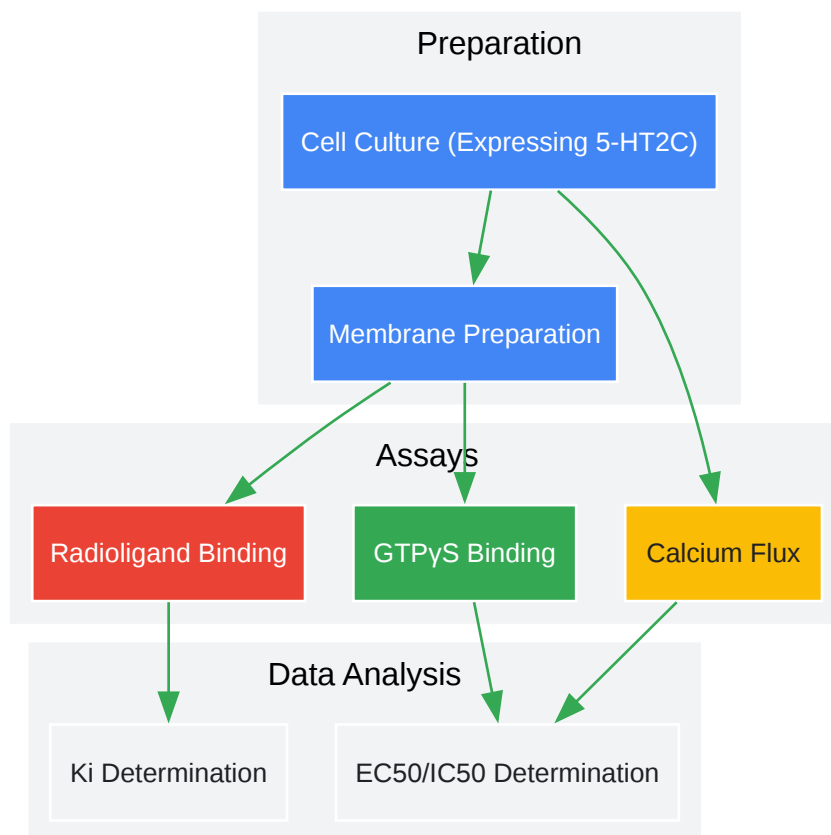 Preparation
Cell Culture (Expressing 5-HT2C)
Membrane Preparation
Assays
Radioligand Binding
GTPγS Binding
Calcium Flux
Data Analysis
Ki Determination
EC50/IC50 Determination